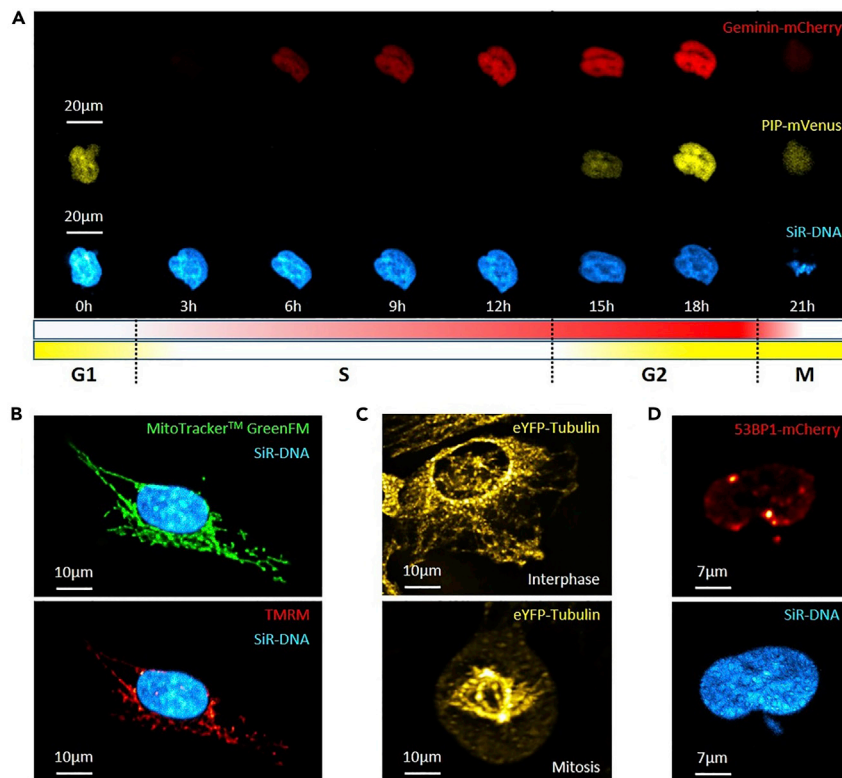 A
Geminin-mCherry
20µm
PIP-mVenus
20µm
SiR-DNA
0h 3h 6h 9h 12h 15h 18h 21h
G1 S G2 M
B
MitoTracker™ GreenFM
SiR-DNA
10µm
TMRM
SiR-DNA
10µm
C
eYFP-Tubulin
10µm
Interphase
eYFP-Tubulin
10µm
Mitosis
D
53BP1-mCherry
7µm
SiR-DNA
7µm